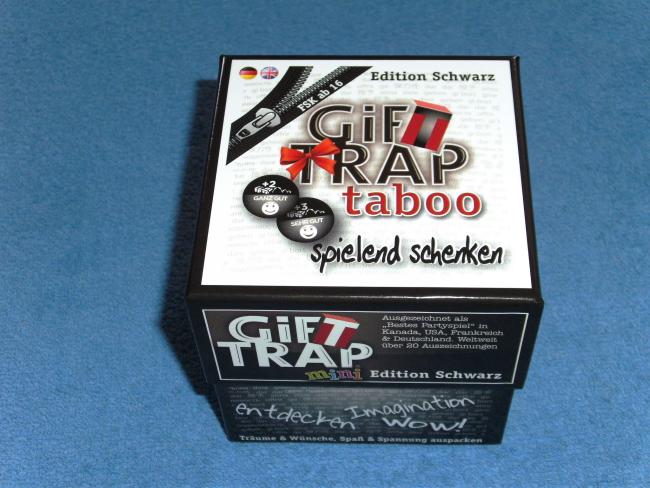 Edition Schwarz
FSK ab 16
GiFT
TRAP
taboo
+2
GANZ GUT
+3
SEHR GUT
spielend schenken
GiFT
TRAP
mini
Ausgezeichnet als
„Bestes Partyspiel" in
Kanada, USA, Frankreich
& Deutschland. Weltweit
über 20 Auszeichnungen
Edition Schwarz
entdecken Imagination
WOW!
Träume & Wünsche, Spaß & Spannung auspacken